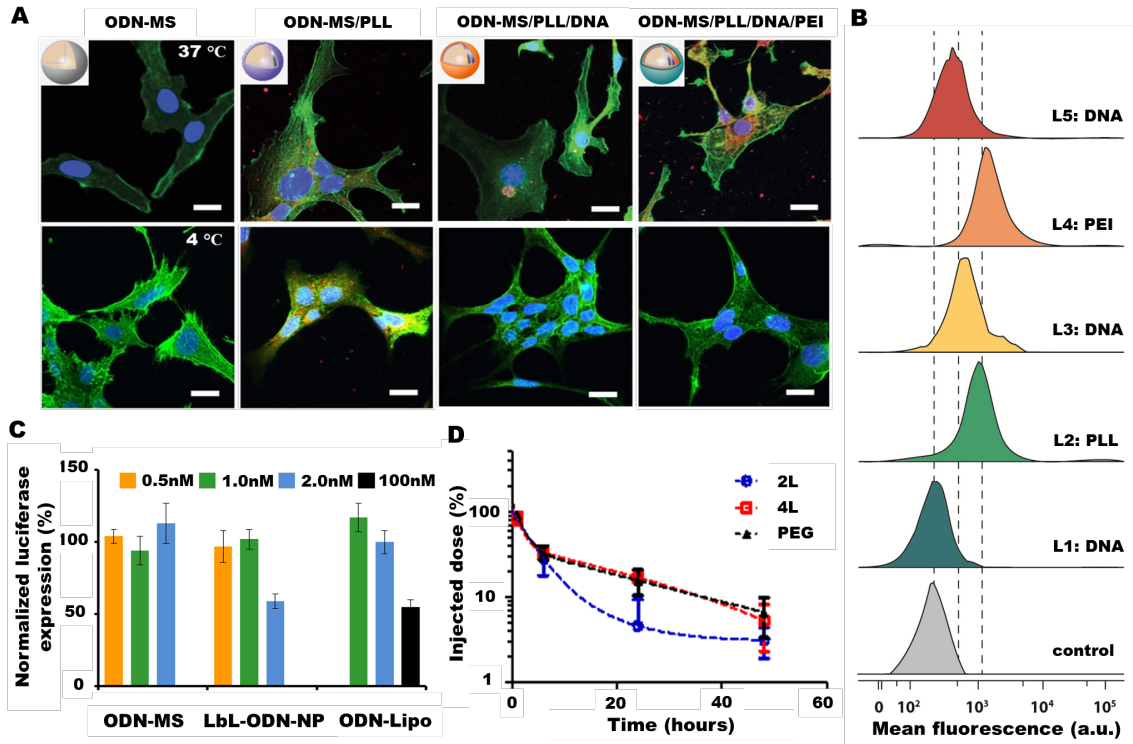 A
ODN-MS
ODN-MS/PLL
ODN-MS/PLL/DNA
ODN-MS/PLL/DNA/PEI
37 °C
4 °C
B
L5: DNA
L4: PEI
L3: DNA
L2: PLL
L1: DNA
control
0
10²
10³
10⁴
10⁵
Mean fluorescence (a.u.)
C
Normalized luciferase
expression (%)
150
100
50
0
0.5nM
1.0nM
2.0nM
100nM
ODN-MS
LbL-ODN-NP
ODN-Lipo
D
Injected dose (%)
100
10
1
2L
4L
PEG
0
20
40
60
Time (hours)